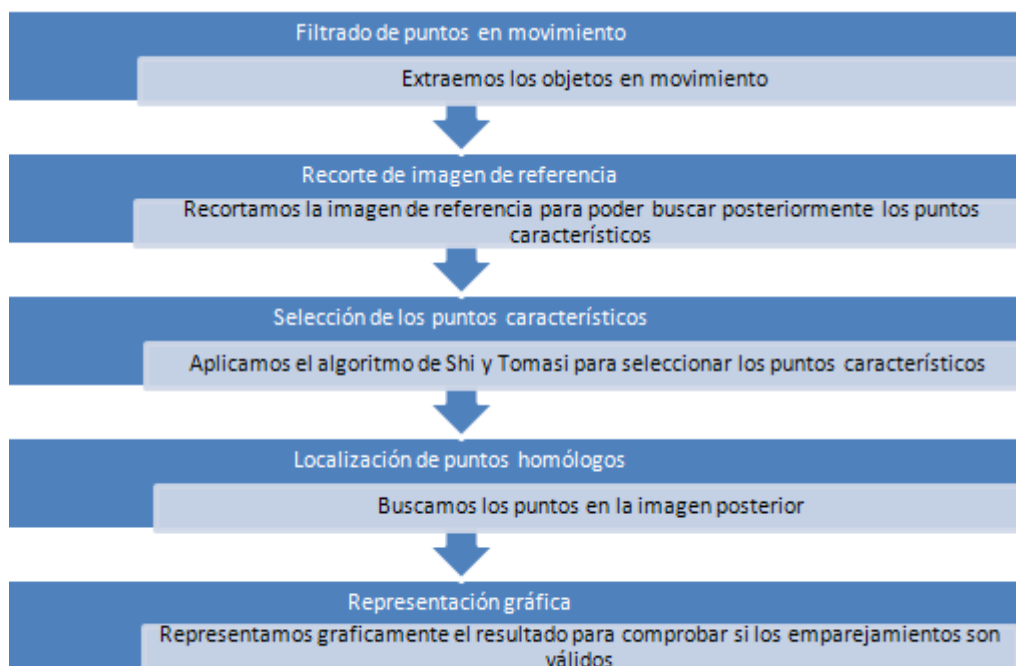 Filtrado de puntos en movimiento
Extraemos los objetos en movimiento
Recorte de imagen de referencia
Recortamos la imagen de referencia para poder buscar posteriormente los puntos
característicos
Selección de los puntos característicos
Aplicamos el algoritmo de Shi y Tomasi para seleccionar los puntos característicos
Localización de puntos homólogos
Buscamos los puntos en la imagen posterior
Representación gráfica
Representamos graficamente el resultado para comprobar si los emparejamientos son
válidos